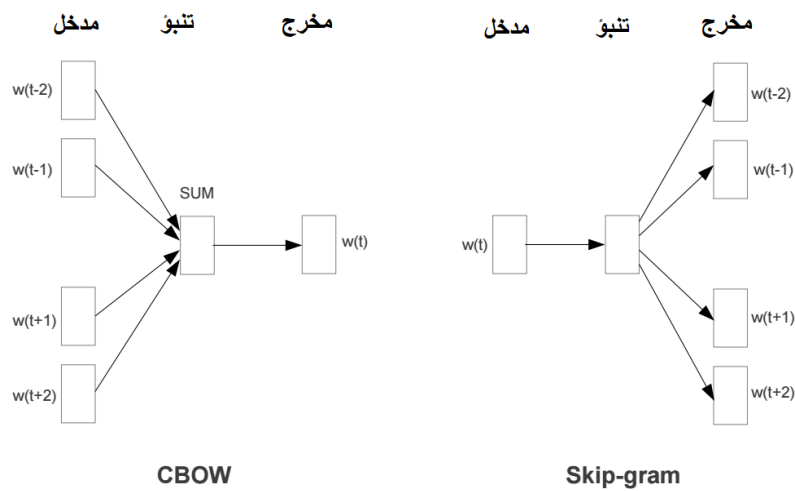 مدخل
تنبؤ
مخرج
w(t-2)
w(t-1)
SUM
w(t)
w(t+1)
w(t+2)
CBOW
مدخل
تنبؤ
مخرج
w(t-2)
w(t-1)
w(t)
w(t+1)
w(t+2)
Skip-gram